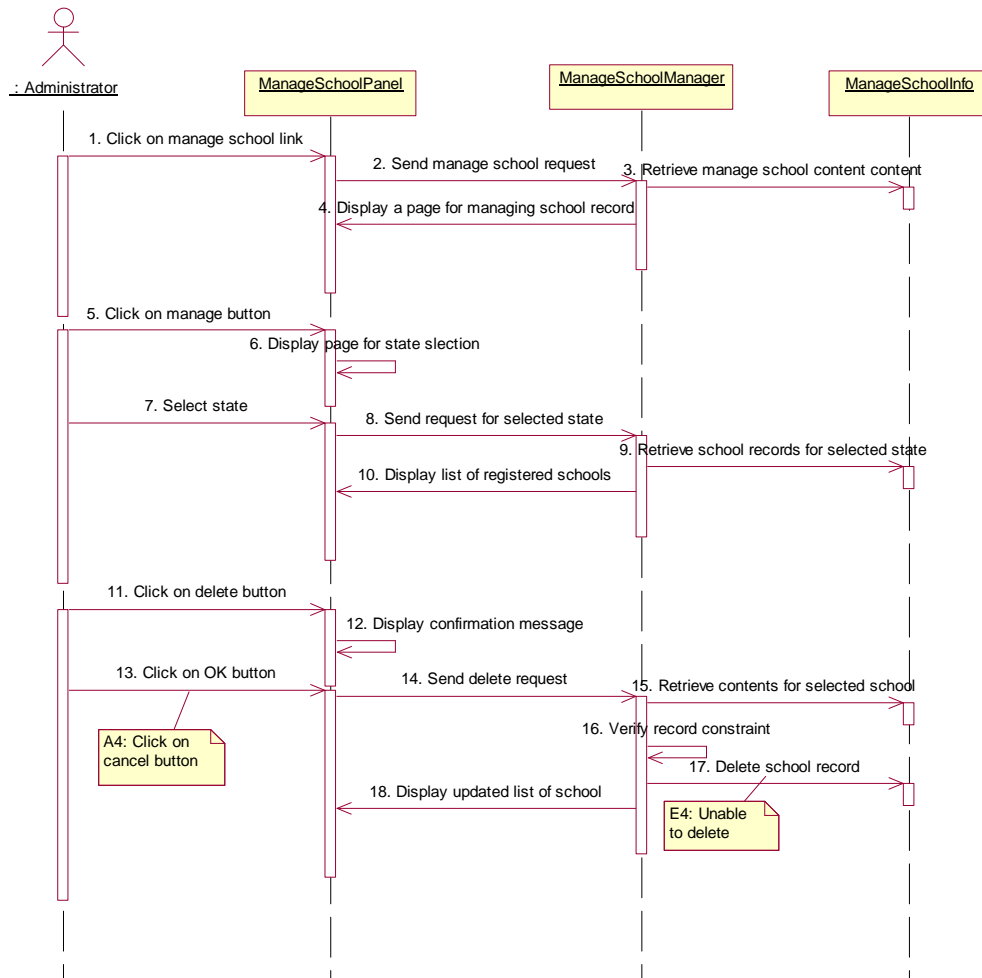 : Administrator
ManageSchoolPanel
ManageSchoolManager
ManageSchoolInfo
1. Click on manage school link
2. Send manage school request
3. Retrieve manage school content content
4. Display a page for managing school record
5. Click on manage button
6. Display page for state slection
7. Select state
8. Send request for selected state
9. Retrieve school records for selected state
10. Display list of registered schools
11. Click on delete button
12. Display confirmation message
13. Click on OK button
14. Send delete request
15. Retrieve contents for selected school
16. Verify record constraint
A4: Click on
cancel button
17. Delete school record
18. Display updated list of school
E4: Unable
to delete